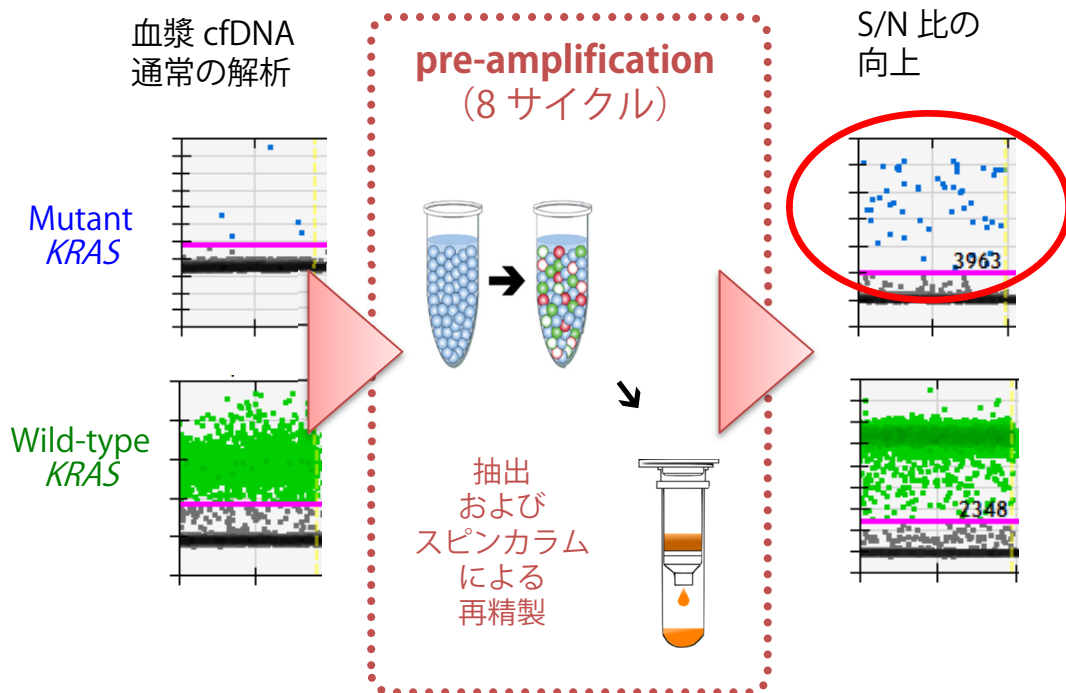 血漿 cfDNA
通常の解析
pre-amplification
（8 サイクル）
S/N 比の
向上
Mutant
KRAS
3963
Wild-type
KRAS
2348
抽出
および
スピンカラム
による
再精製